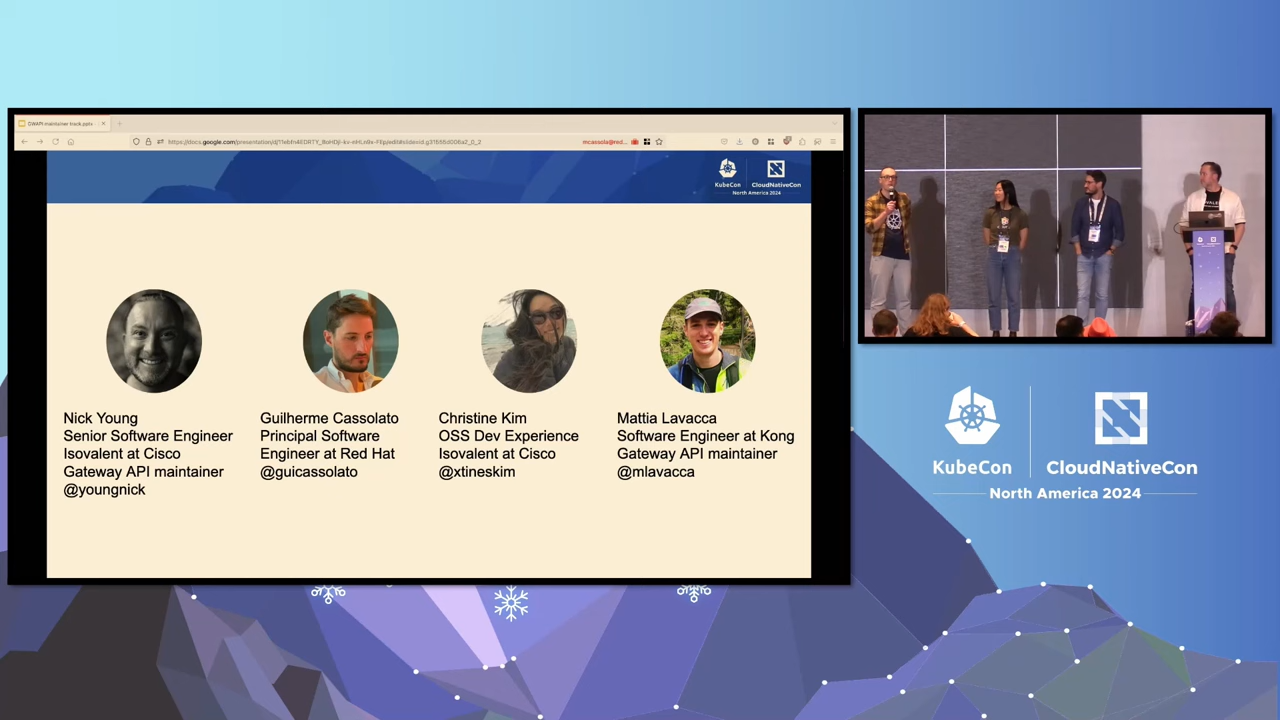 GWAPI maintainer track.pptx
mcassola@red...
KubeCon
CloudNativeCon
North America 2024
Nick Young
Senior Software Engineer
Isovalent at Cisco
Gateway API maintainer
@youngnick
Guilherme Cassolato
Principal Software
Engineer at Red Hat
@guicassolato
Christine Kim
OSS Dev Experience
Isovalent at Cisco
@xtineskim
Mattia Lavacca
Software Engineer at Kong
Gateway API maintainer
@mlavacca
KubeCon
CloudNativeCon
North America 2024